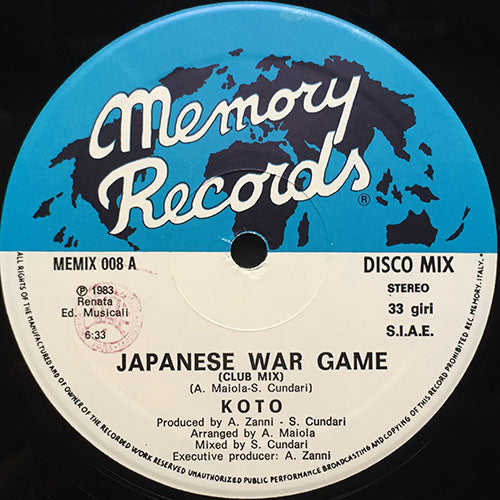 Memory
Records
®
MEMIX 008 A
DISCO MIX
℗ 1983
Renata
Ed. Musicali
6:33
STEREO
33 giri
S.I.A.E.
JAPANESE WAR GAME
(CLUB MIX)
(A. Maiola-S. Cundari)
KOTO
Produced by A. Zanni - S. Cundari
Arranged by A. Maiola
Mixed by S. Cundari
Executive producer: A. Zanni
ALL RIGHTS OF THE MANUFACTURER AND OF THE OWNER OF THE RECORDED WORK RESERVED UNAUTHORIZED PUBLIC PERFORMANCE BROADCASTING AND COPYING OF THIS RECORD PROHIBITED REC. MEMORY. ITALY.